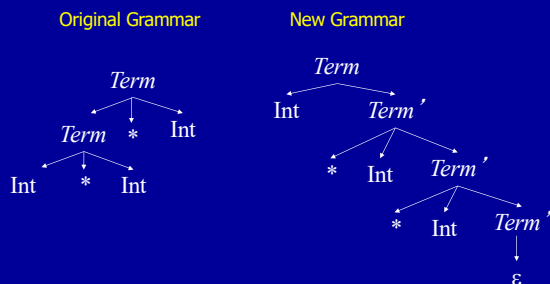 Original Grammar
New Grammar
Term
Term * Int
Int * Int
Term
Int Term′
* Int Term′
* Int Term′
ε